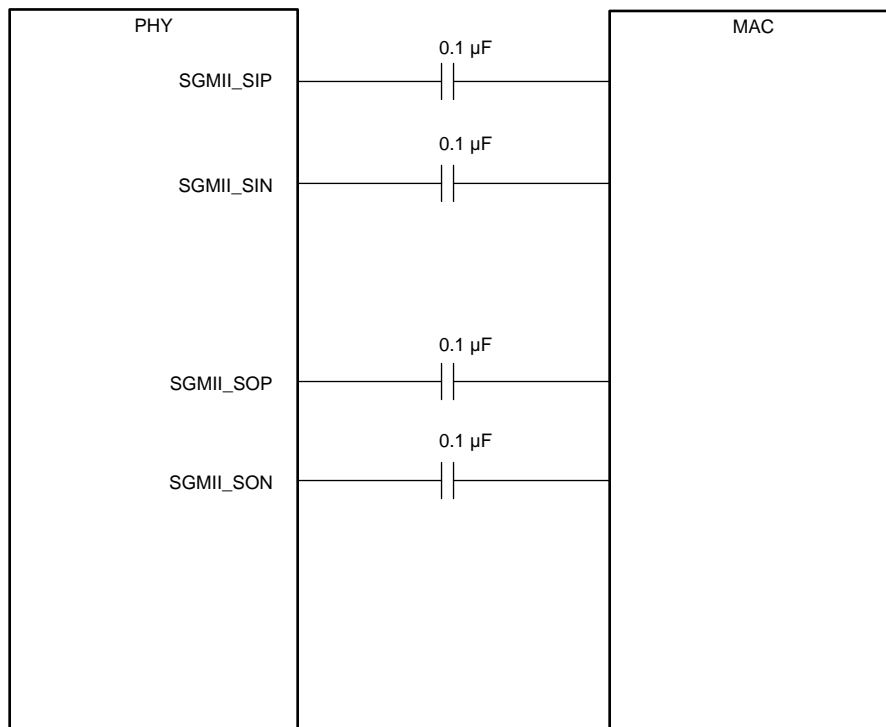 PHY
MAC
0.1 µF
SGMII_SIP
0.1 µF
SGMII_SIN
0.1 µF
SGMII_SOP
0.1 µF
SGMII_SON